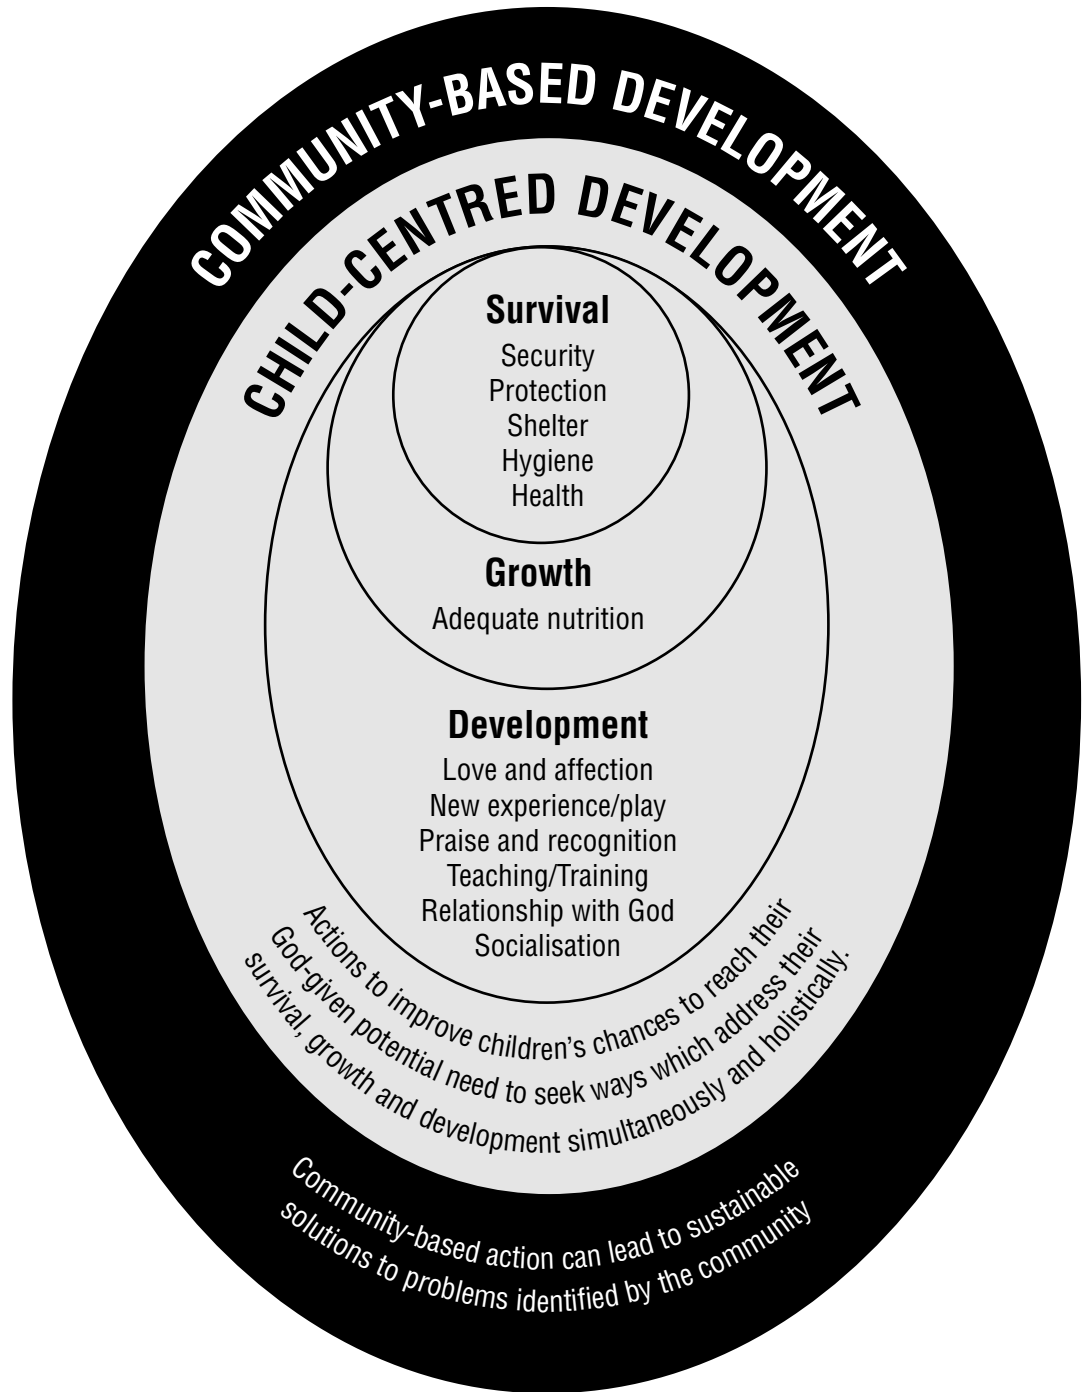 COMMUNITY-BASED DEVELOPMENT
CHILD-CENTRED DEVELOPMENT
Survival
Security
Protection
Shelter
Hygiene
Health
Growth
Adequate nutrition
Development
Love and affection
New experience/play
Praise and recognition
Teaching/Training
Relationship with God
Socialisation
Actions to improve children’s chances to reach their
God-given potential need to seek ways which address their
survival, growth and development simultaneously and holistically.
Community-based action can lead to sustainable
solutions to problems identified by the community